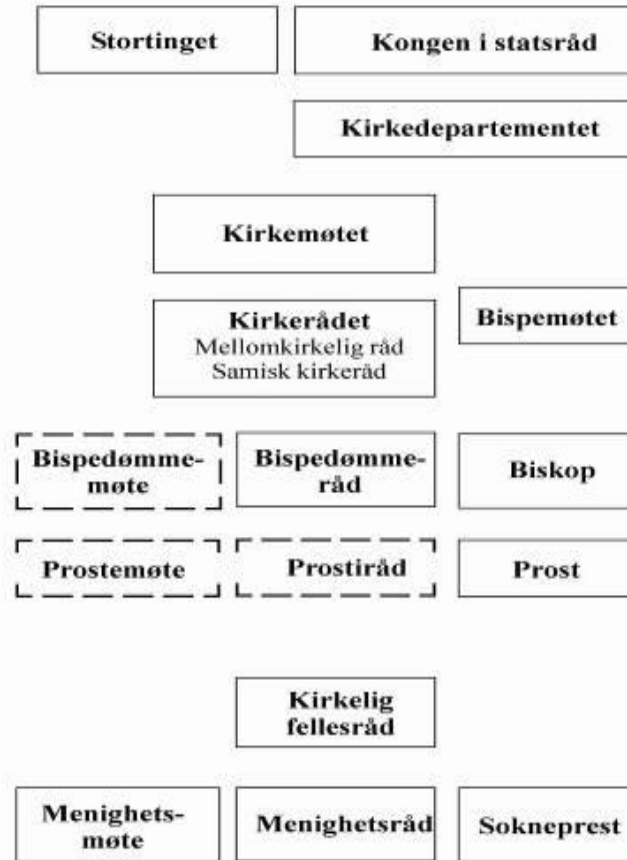 Stortinget
Kongen i statsråd
Kirkedepartementet
Kirkemøtet
Kirkerådet
Mellomkirkelig råd
Samisk kirkeråd
Bispemøtet
Bispedømme-
møte
Bispedømme-
råd
Biskop
Prostemøte
Prostiråd
Prost
Kirkelig
fellesråd
Menighets-
møte
Menighetsråd
Sokneprest